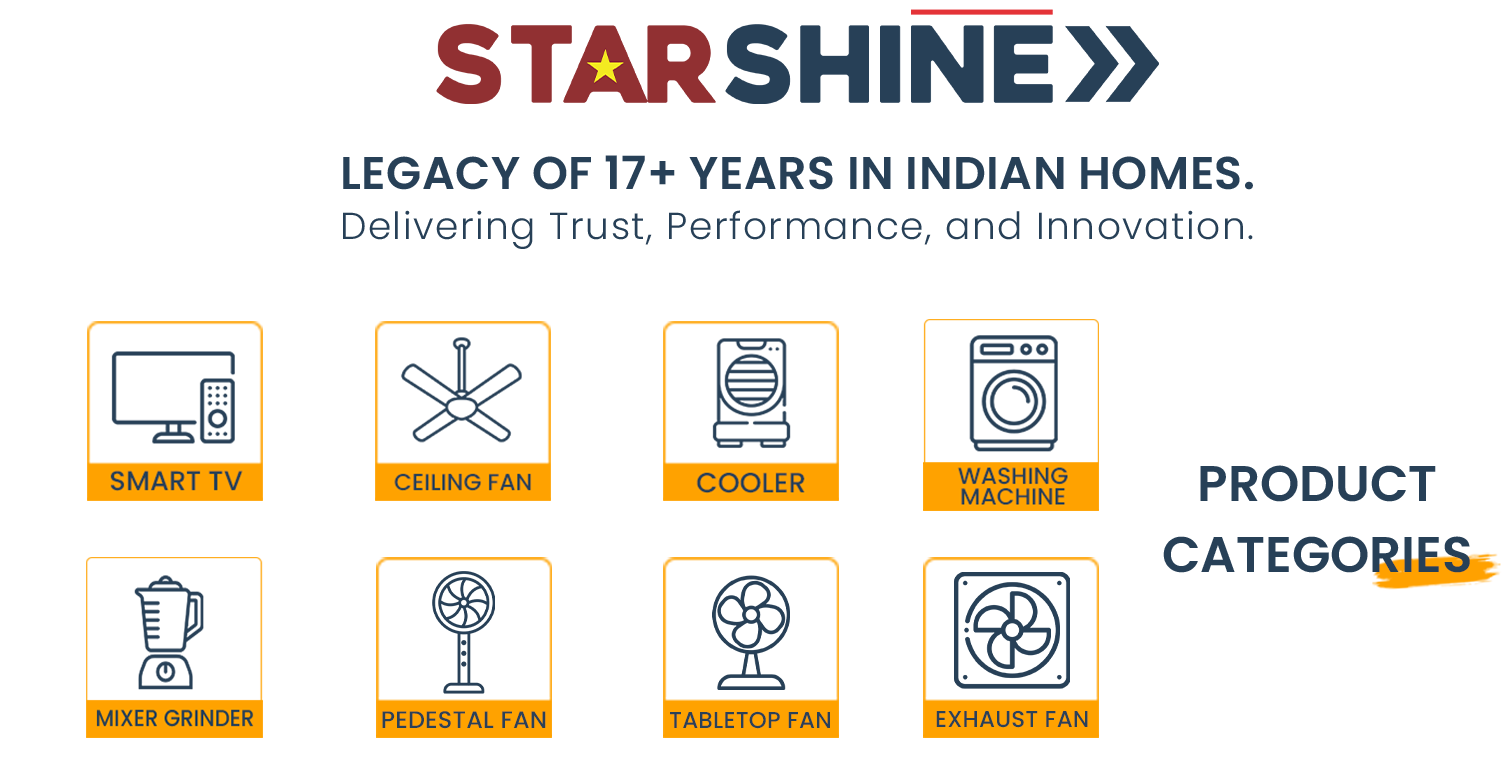 STARSHINE
LEGACY OF 17+ YEARS IN INDIAN HOMES.
Delivering Trust, Performance, and Innovation.
SMART TV
CEILING FAN
COOLER
WASHING
MACHINE
PRODUCT
CATEGORIES
MIXER GRINDER
PEDESTAL FAN
TABLETOP FAN
EXHAUST FAN